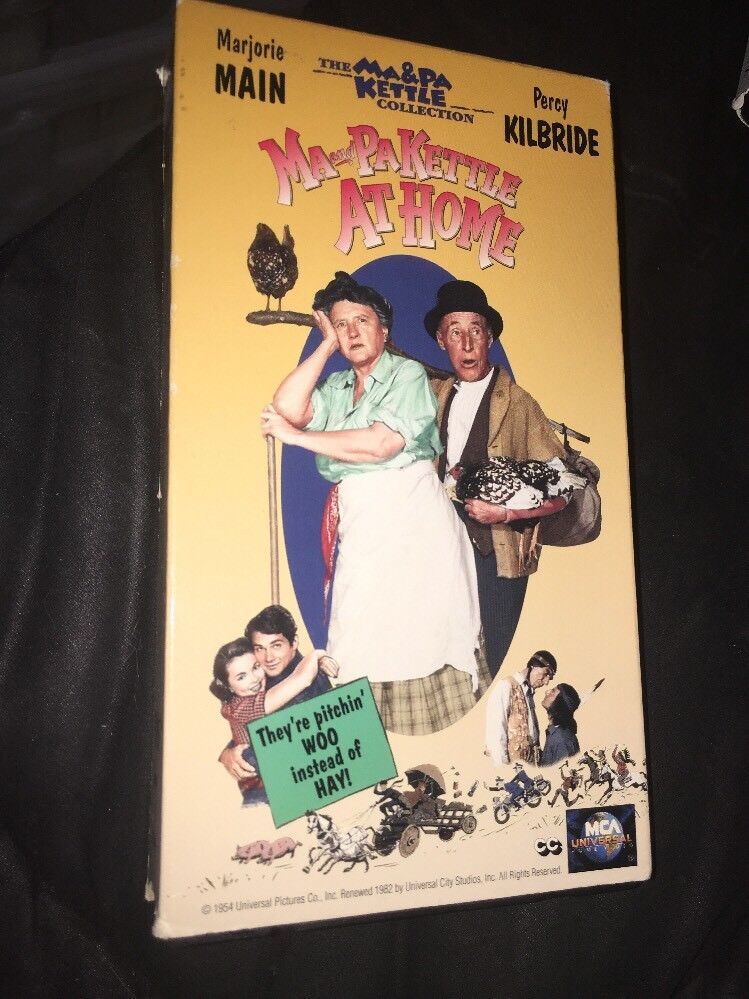 Marjorie
MAIN
THE MA & PA
KETTLE
COLLECTION
Percy
KILBRIDE
MA and PA KETTLE
AT HOME
They're pitchin'
WOO
instead of
HAY!
CC
MCA
UNIVERSAL
HOME VIDEO
© 1954 Universal Pictures Co., Inc. Renewed 1982 by Universal City Studios, Inc. All Rights Reserved.